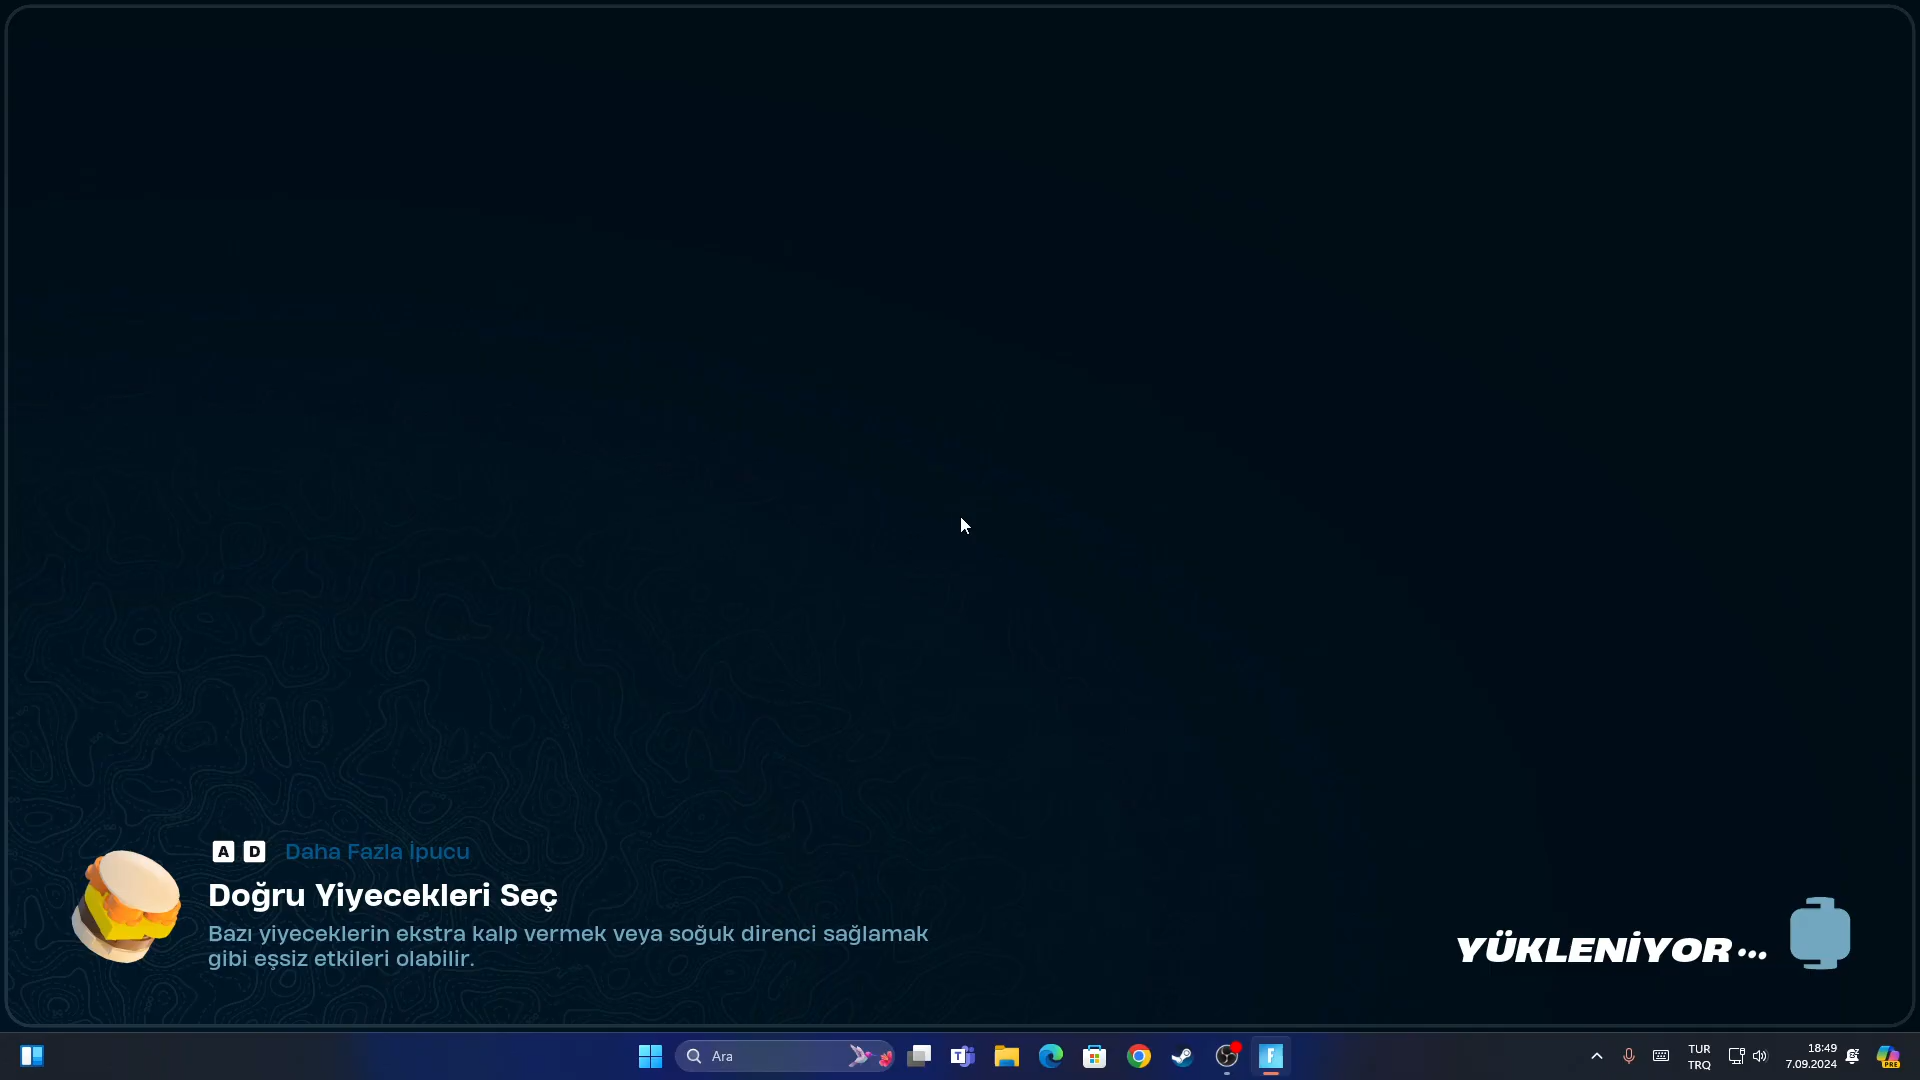 A D Daha Fazla İpucu
Doğru Yiyecekleri Seç
Bazı yiyeceklerin ekstra kalp vermek veya soğuk direnci sağlamak
gibi eşsiz etkileri olabilir.
YÜKLENİYOR...
Ara
TUR
TRQ
18:49
7.09.2024
PRE